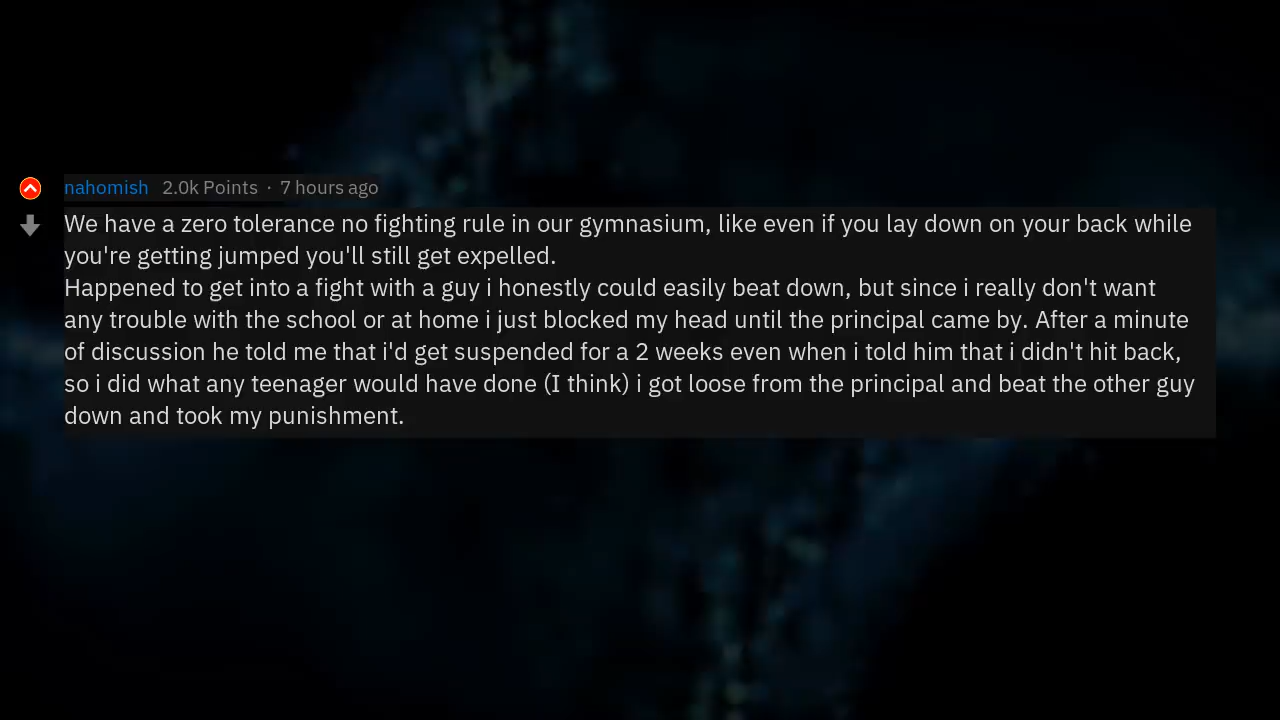 nahomish 2.0k Points · 7 hours ago
We have a zero tolerance no fighting rule in our gymnasium, like even if you lay down on your back while
you're getting jumped you'll still get expelled.
Happened to get into a fight with a guy i honestly could easily beat down, but since i really don't want
any trouble with the school or at home i just blocked my head until the principal came by. After a minute
of discussion he told me that i'd get suspended for a 2 weeks even when i told him that i didn't hit back,
so i did what any teenager would have done (I think) i got loose from the principal and beat the other guy
down and took my punishment.